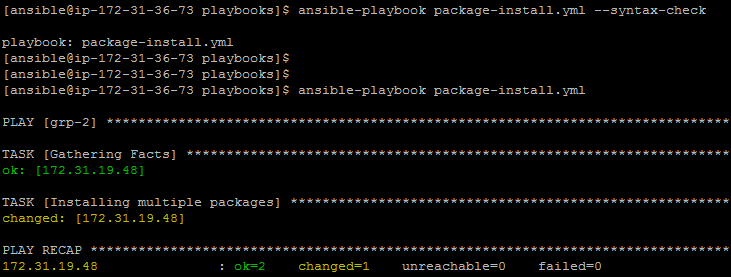 [ansible@ip-172-31-36-73 playbooks]$ ansible-playbook package-install.yml --syntax-check
playbook: package-install.yml
[ansible@ip-172-31-36-73 playbooks]$
[ansible@ip-172-31-36-73 playbooks]$
[ansible@ip-172-31-36-73 playbooks]$ ansible-playbook package-install.yml
PLAY [grp-2] ******************************************************************************
TASK [Gathering Facts] ********************************************************************
ok: [172.31.19.48]
TASK [Installing multiple packages] *******************************************************
changed: [172.31.19.48]
PLAY RECAP ********************************************************************************
172.31.19.48 : ok=2 changed=1 unreachable=0 failed=0